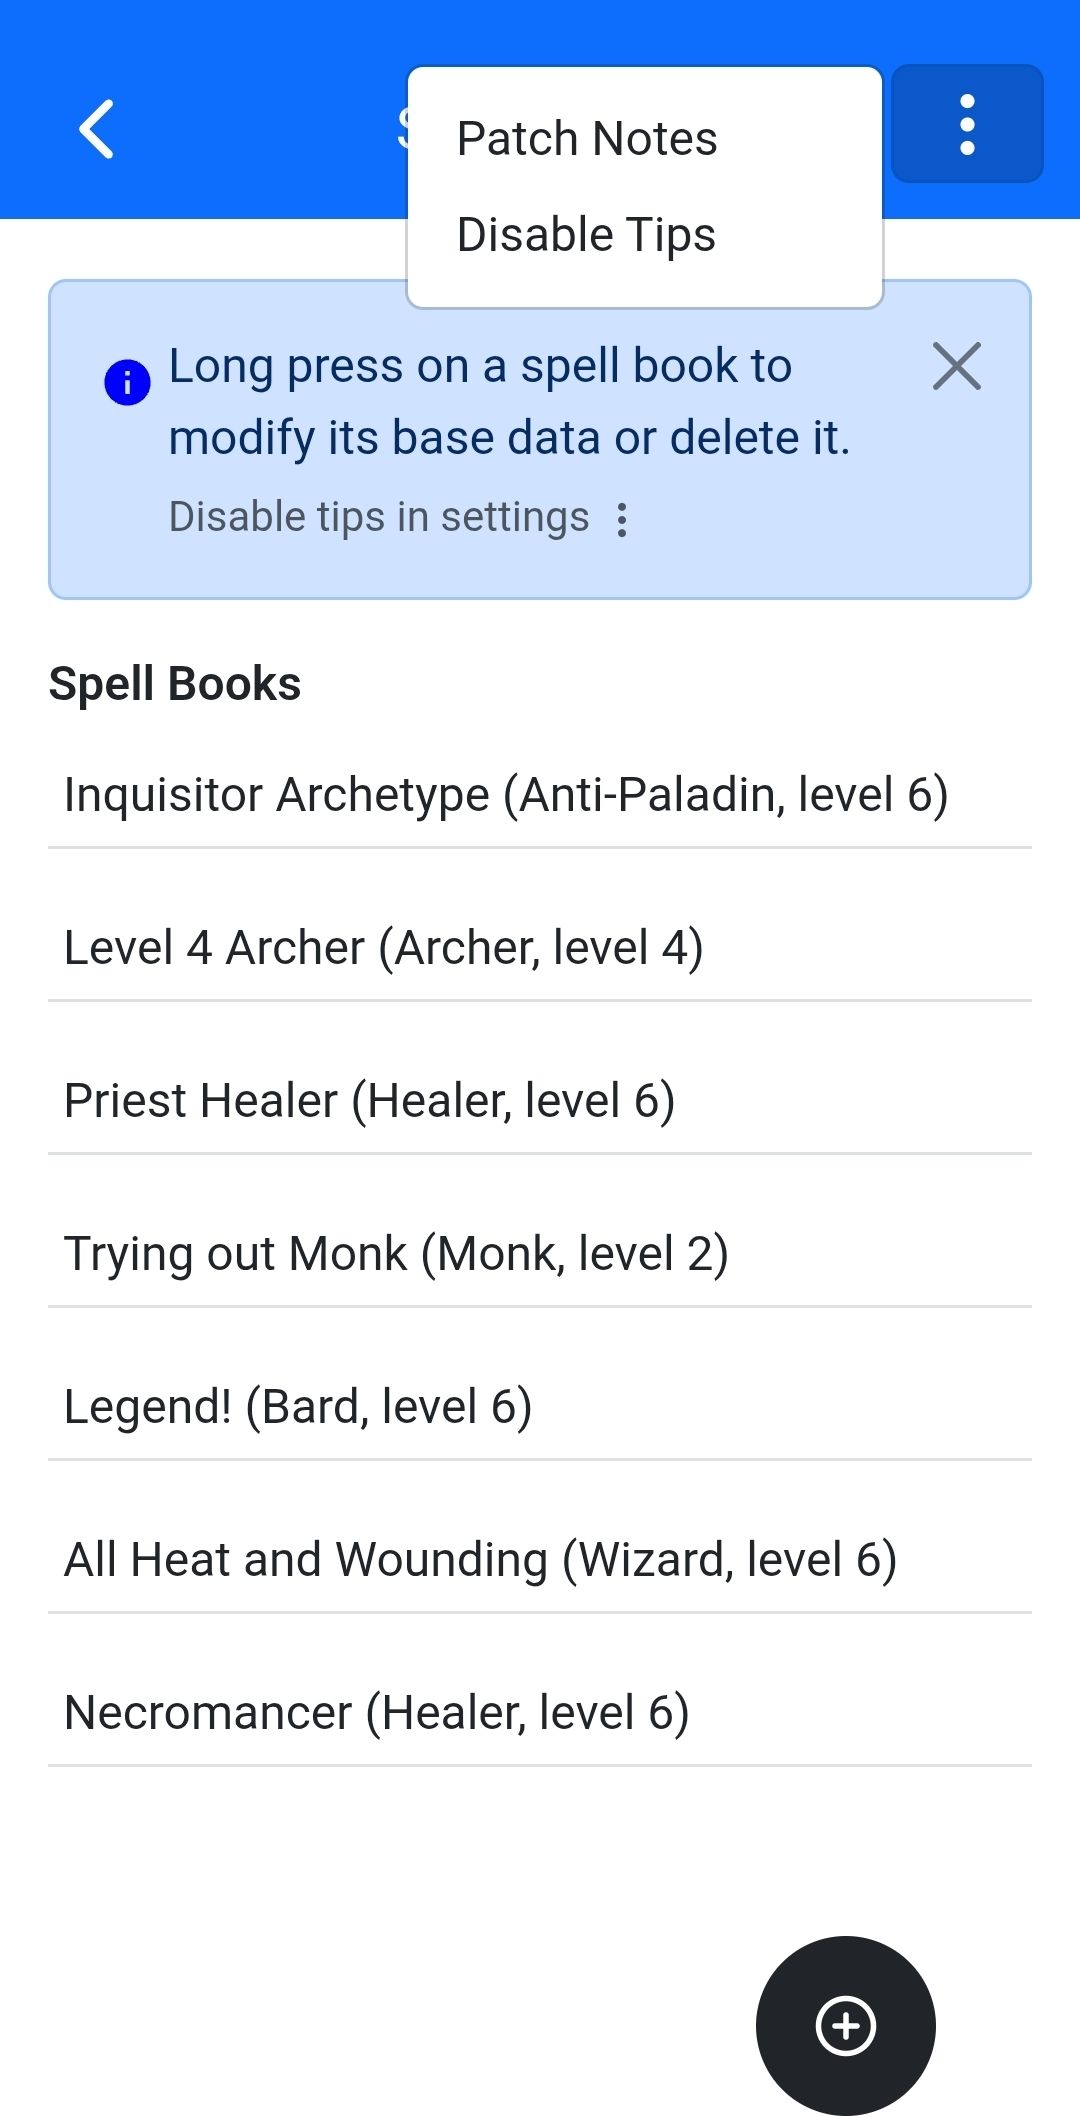 Patch Notes
Disable Tips
Long press on a spell book to
modify its base data or delete it.
Disable tips in settings
Spell Books
Inquisitor Archetype (Anti-Paladin, level 6)
Level 4 Archer (Archer, level 4)
Priest Healer (Healer, level 6)
Trying out Monk (Monk, level 2)
Legend! (Bard, level 6)
All Heat and Wounding (Wizard, level 6)
Necromancer (Healer, level 6)